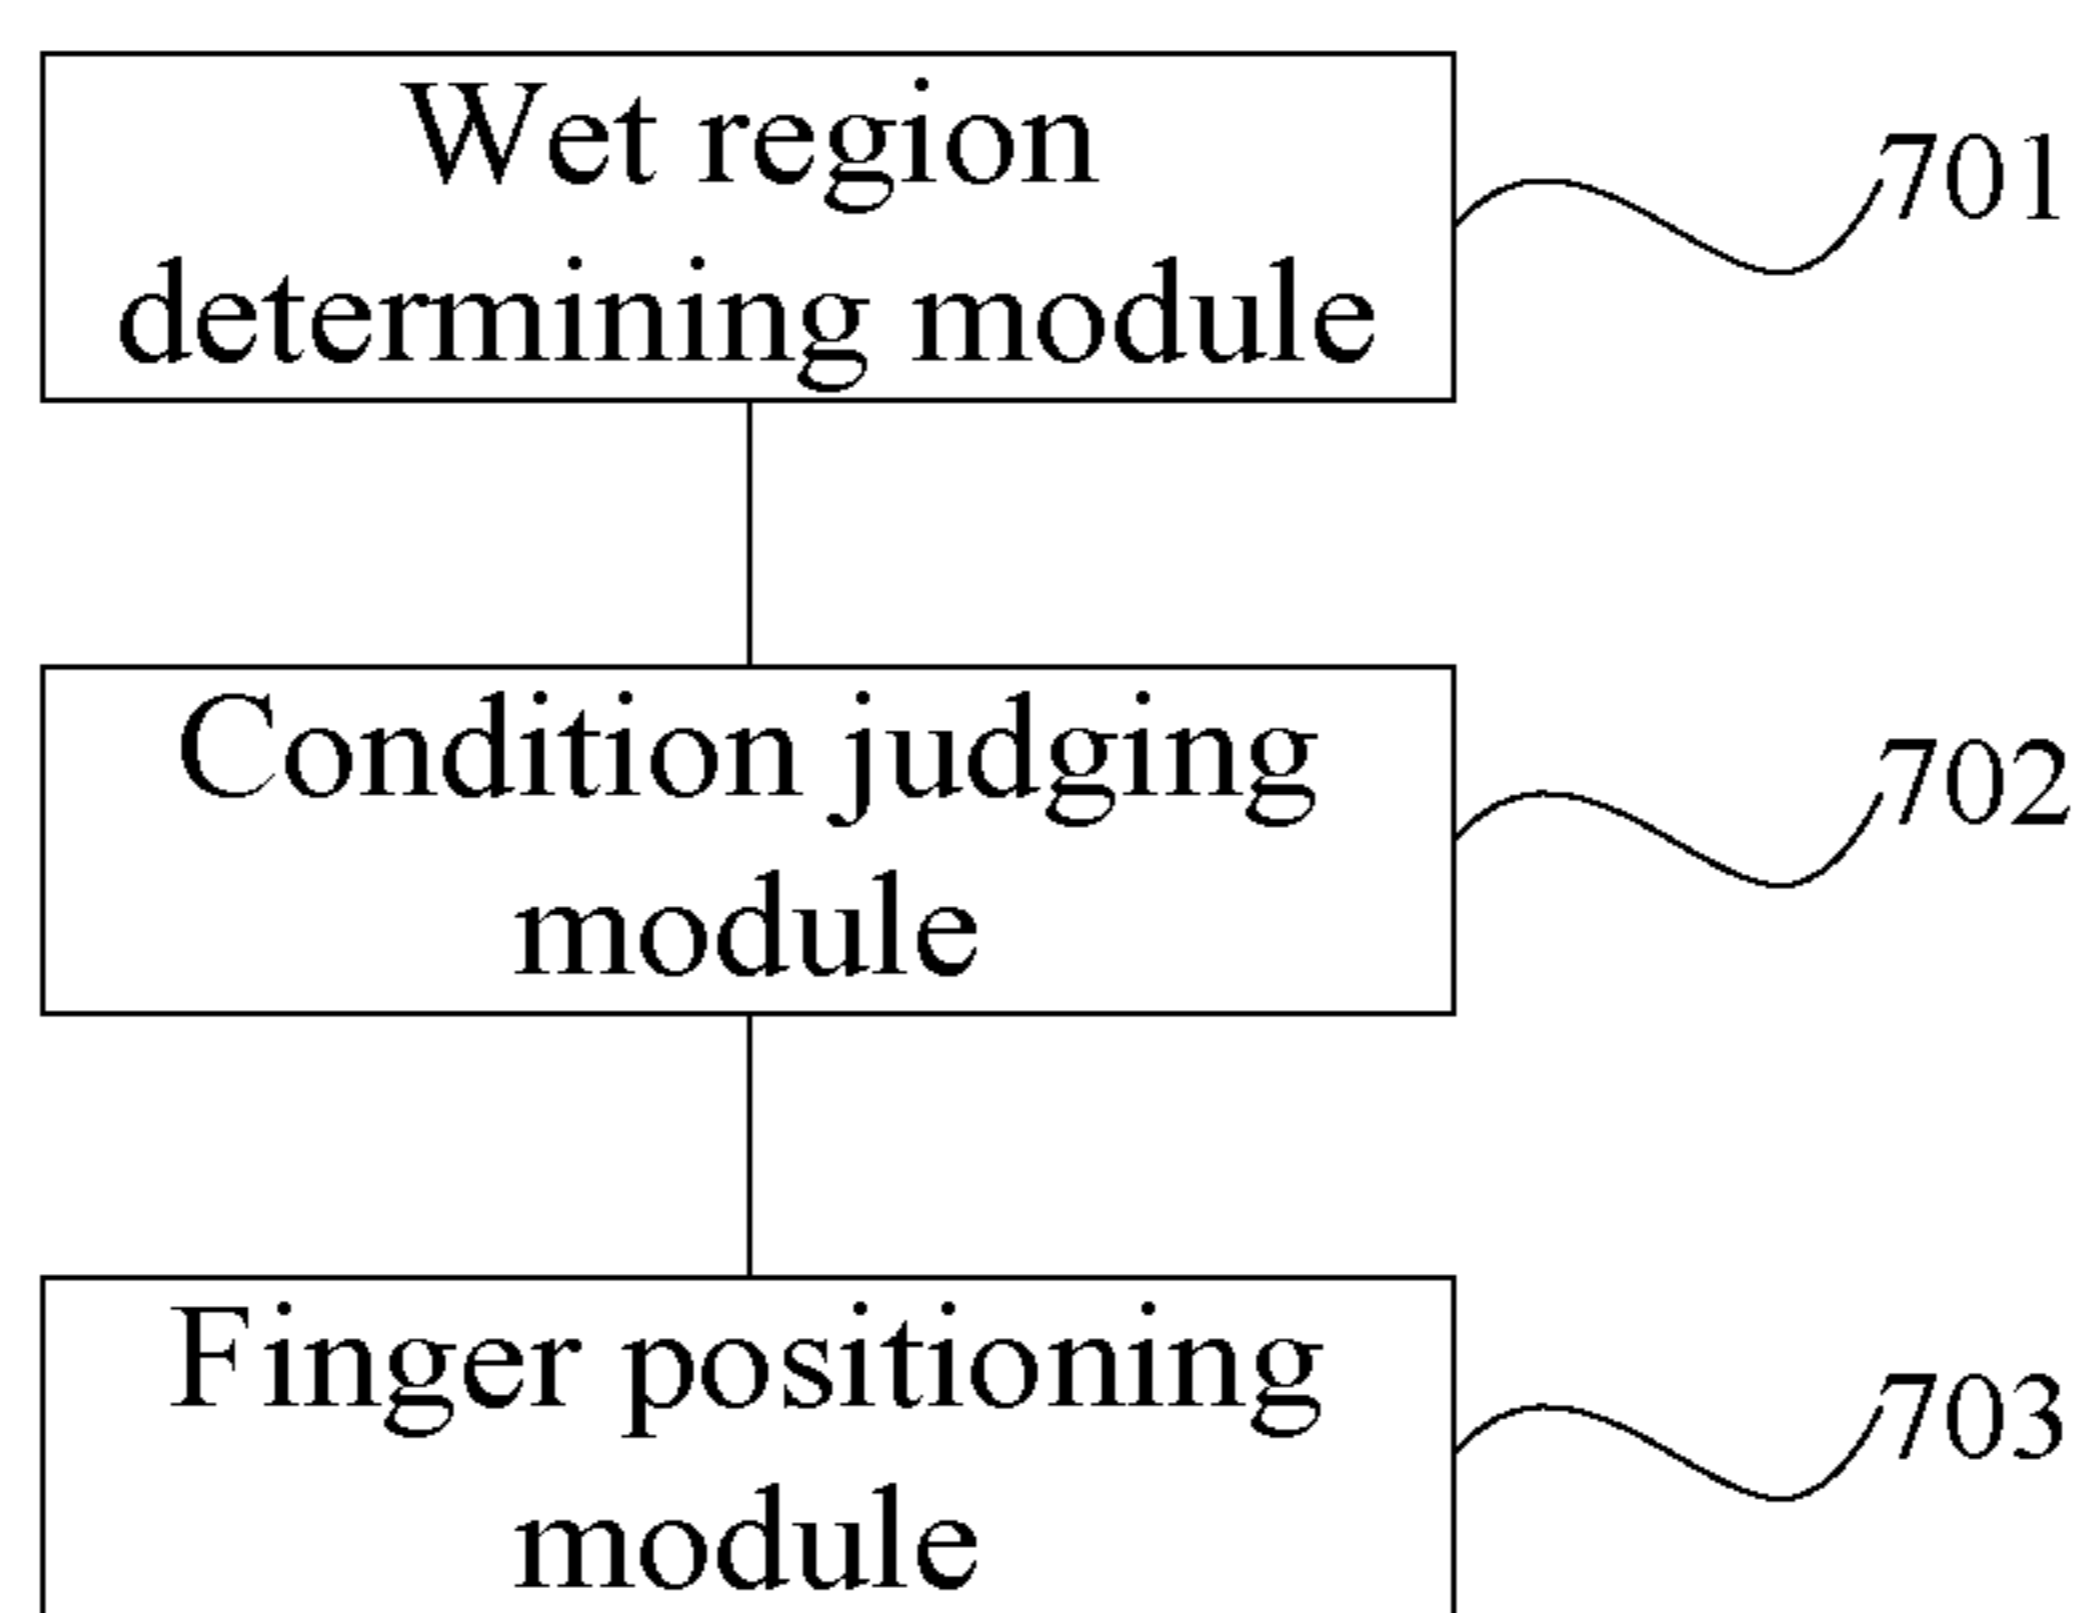 Wet region
determining module
701
Condition judging
module
702
Finger positioning
module
703